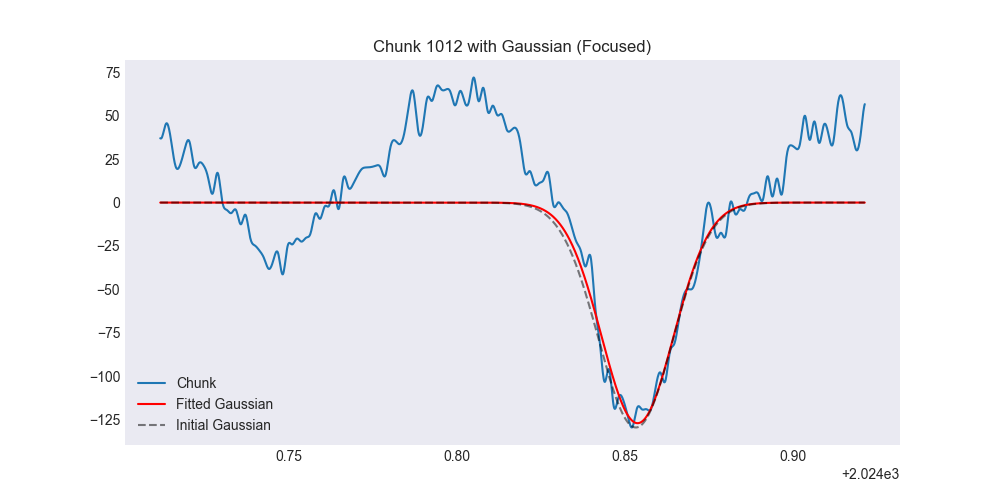 Chunk 1012 with Gaussian (Focused)
75
50
25
0
−25
−50
−75
−100
−125
Chunk
Fitted Gaussian
Initial Gaussian
0.75 0.80 0.85 0.90
+2.024e3